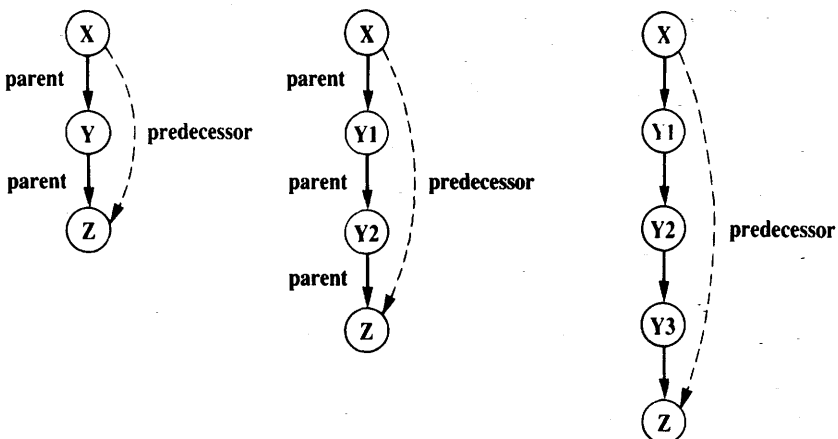 X
parent
Y
predecessor
parent
Z
X
parent
Y1
parent
predecessor
Y2
parent
Z
X
Y1
Y2
predecessor
Y3
Z